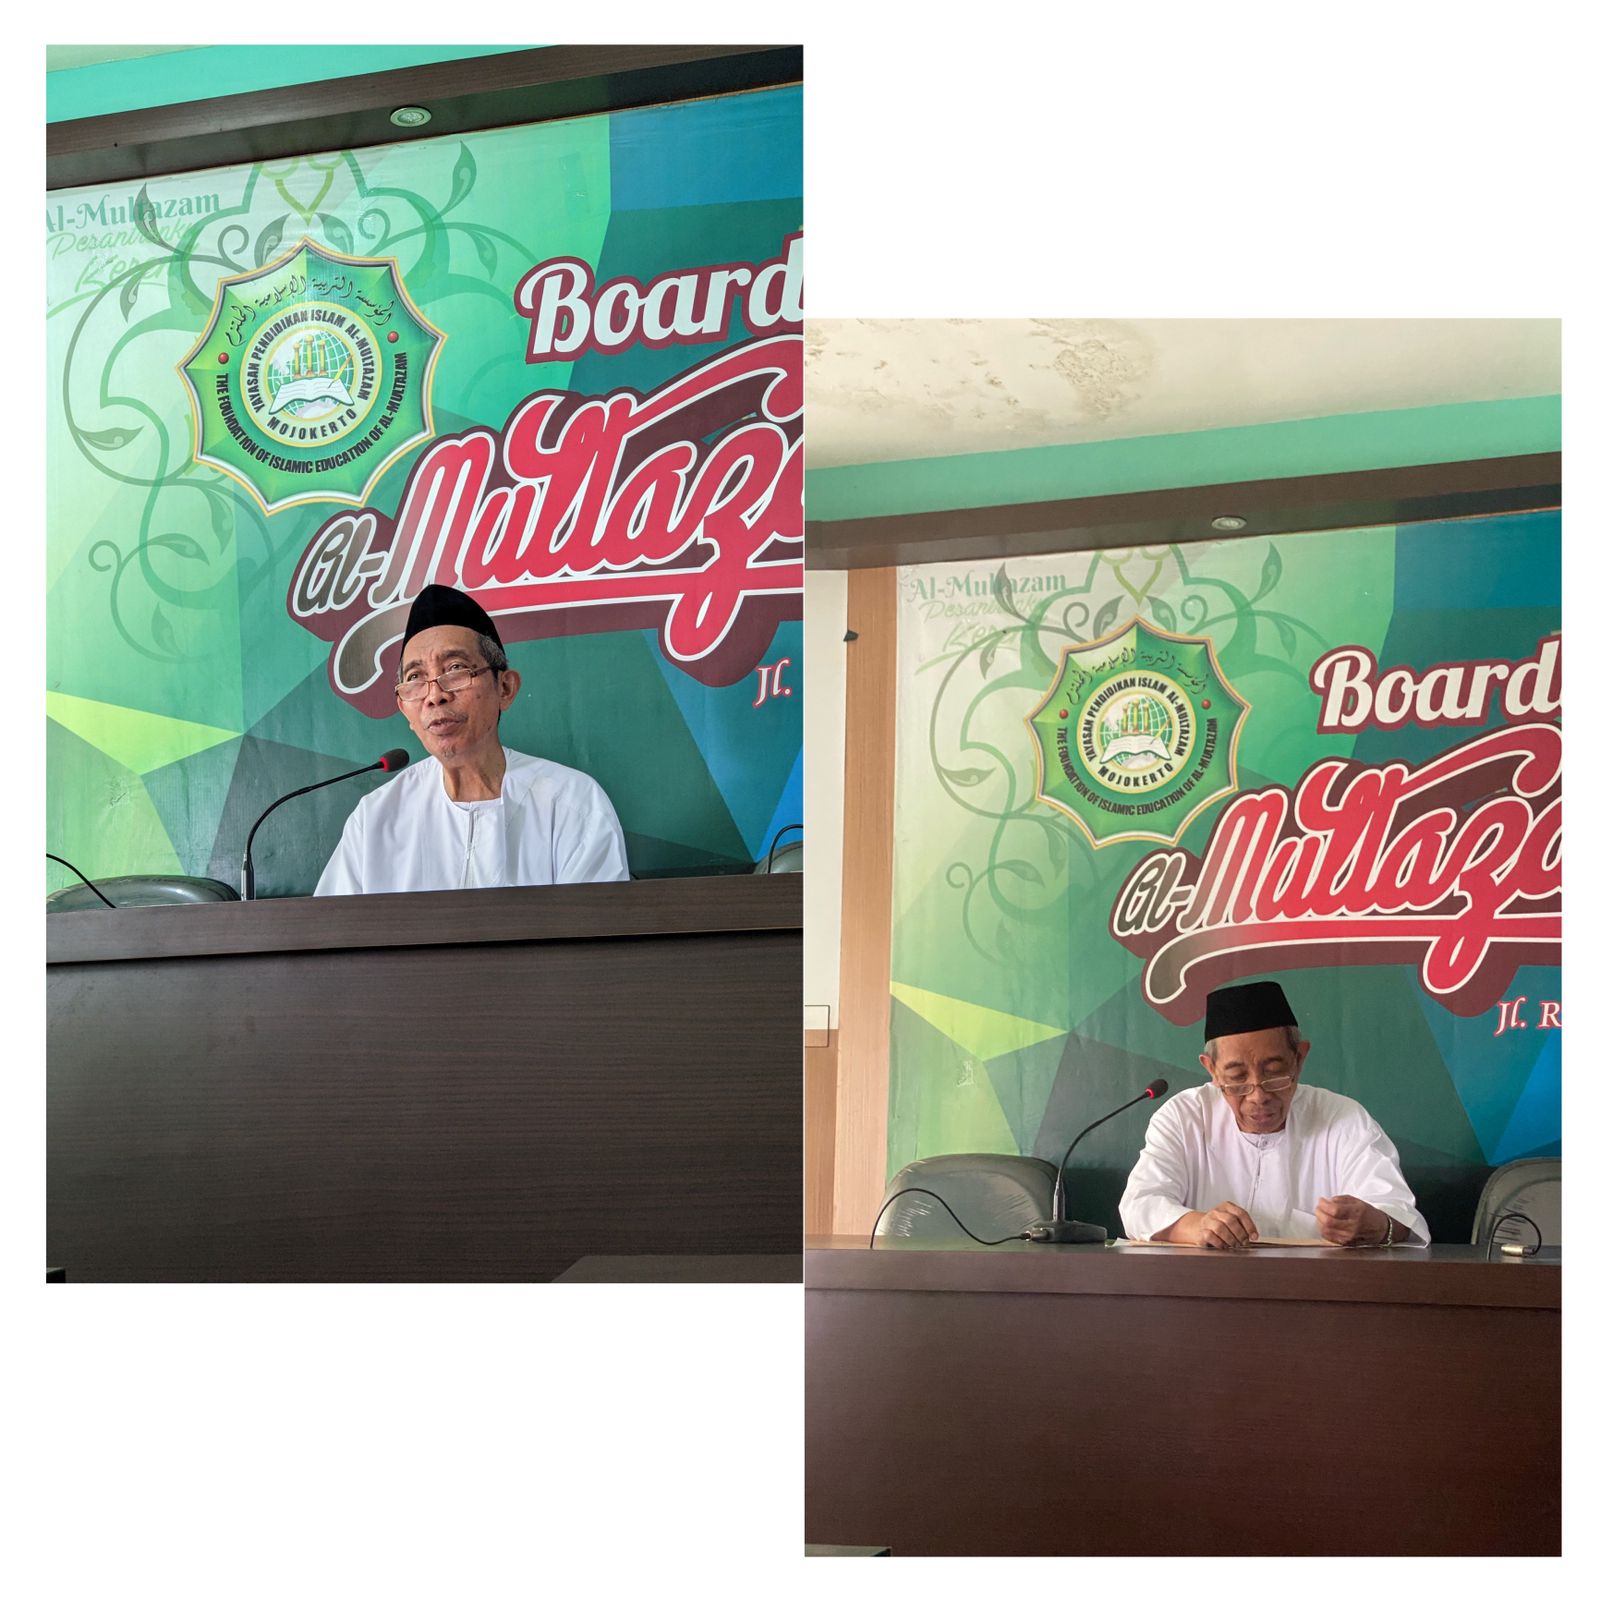 Al-Multazam
Pesantrenku
Keren
المؤسسة التربية الإسلامية الملتزم
YAYASAN PENDIDIKAN ISLAM AL-MULTAZAM
MOJOKERTO
THE FOUNDATION OF ISLAMIC EDUCATION OF AL-MULTAZAM
Board
Al-Multaza
Jl.
Al-Multazam
Pesantrenku
Keren
المؤسسة التربية الإسلامية الملتزم
YAYASAN PENDIDIKAN ISLAM AL-MULTAZAM
MOJOKERTO
THE FOUNDATION OF ISLAMIC EDUCATION OF AL-MULTAZAM
Board
Al-Multaza
Jl. R